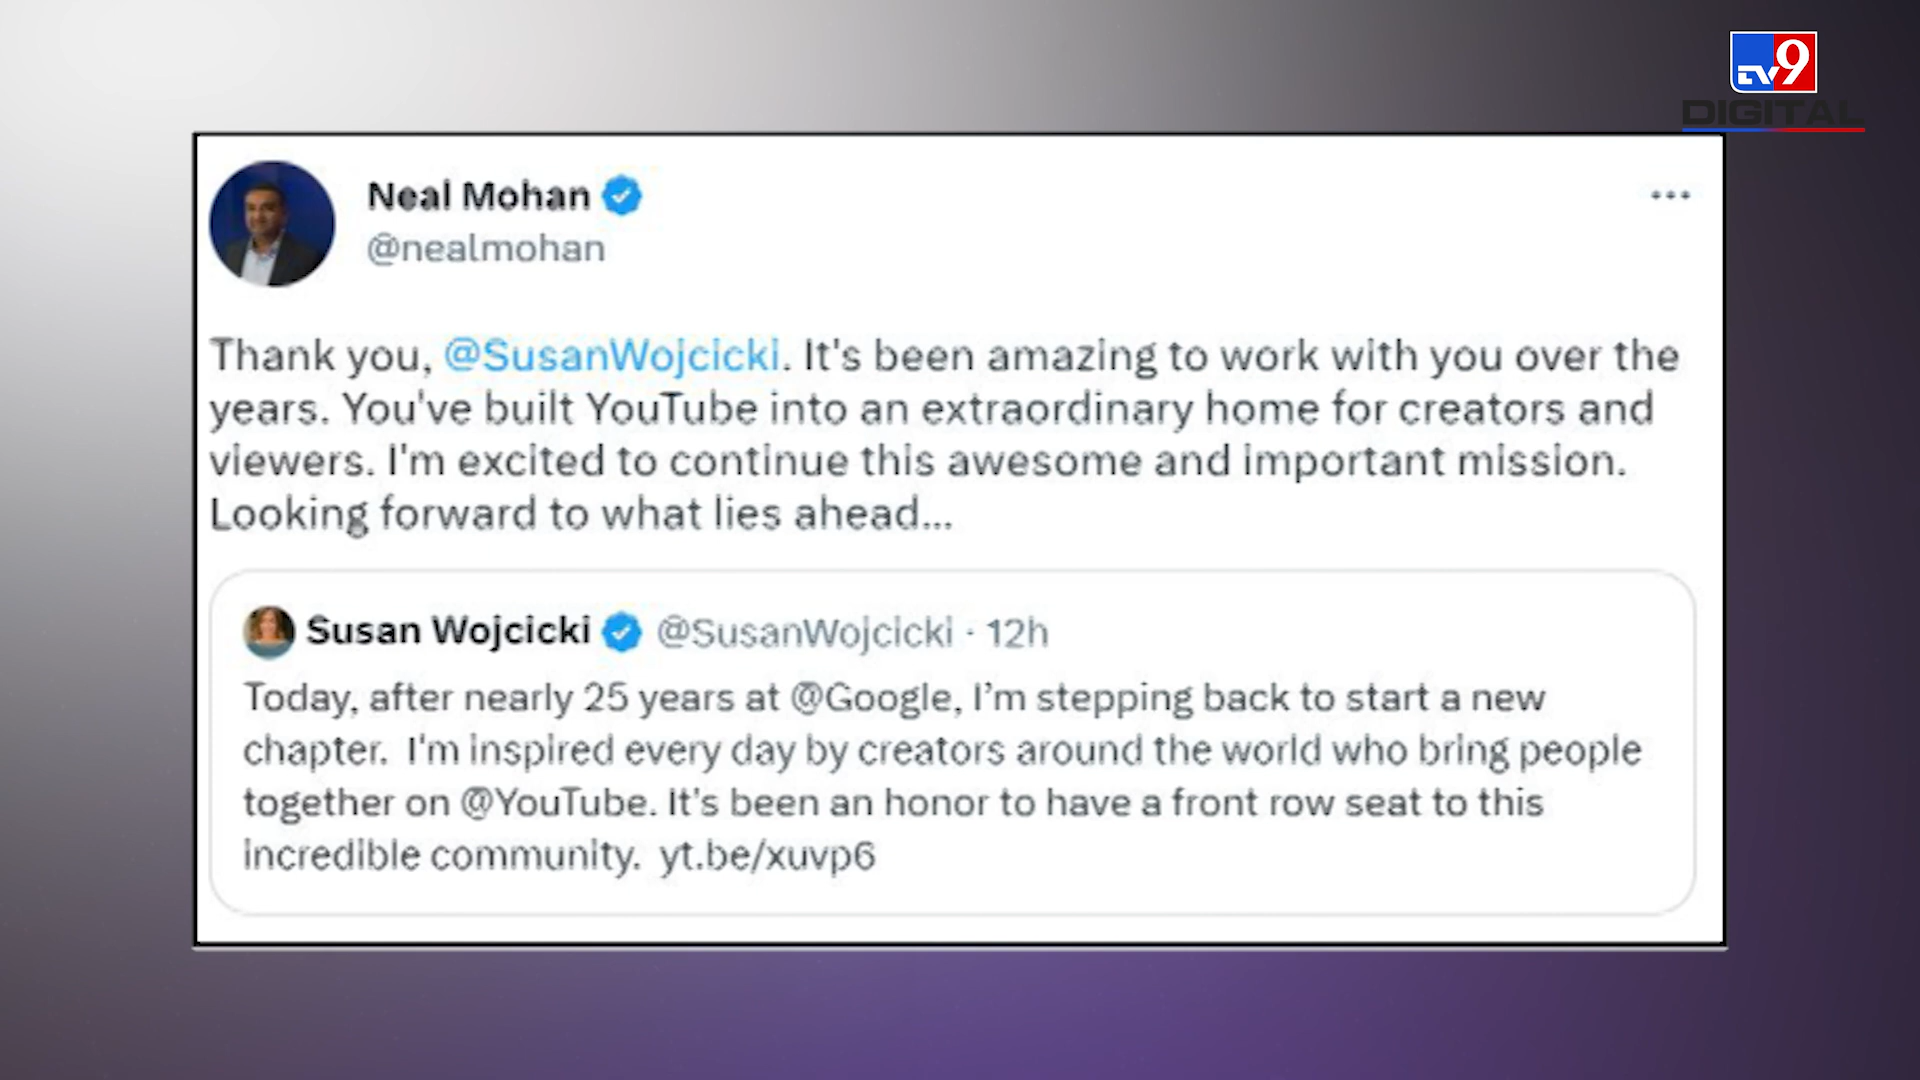 tv9
DIGITAL
Neal Mohan
@nealmohan
Thank you, @SusanWojcicki. It's been amazing to work with you over the
years. You've built YouTube into an extraordinary home for creators and
viewers. I'm excited to continue this awesome and important mission.
Looking forward to what lies ahead...
Susan Wojcicki @SusanWojcicki · 12h
Today, after nearly 25 years at @Google, I’m stepping back to start a new
chapter.  I'm inspired every day by creators around the world who bring people
together on @YouTube. It's been an honor to have a front row seat to this
incredible community.  yt.be/xuvp6